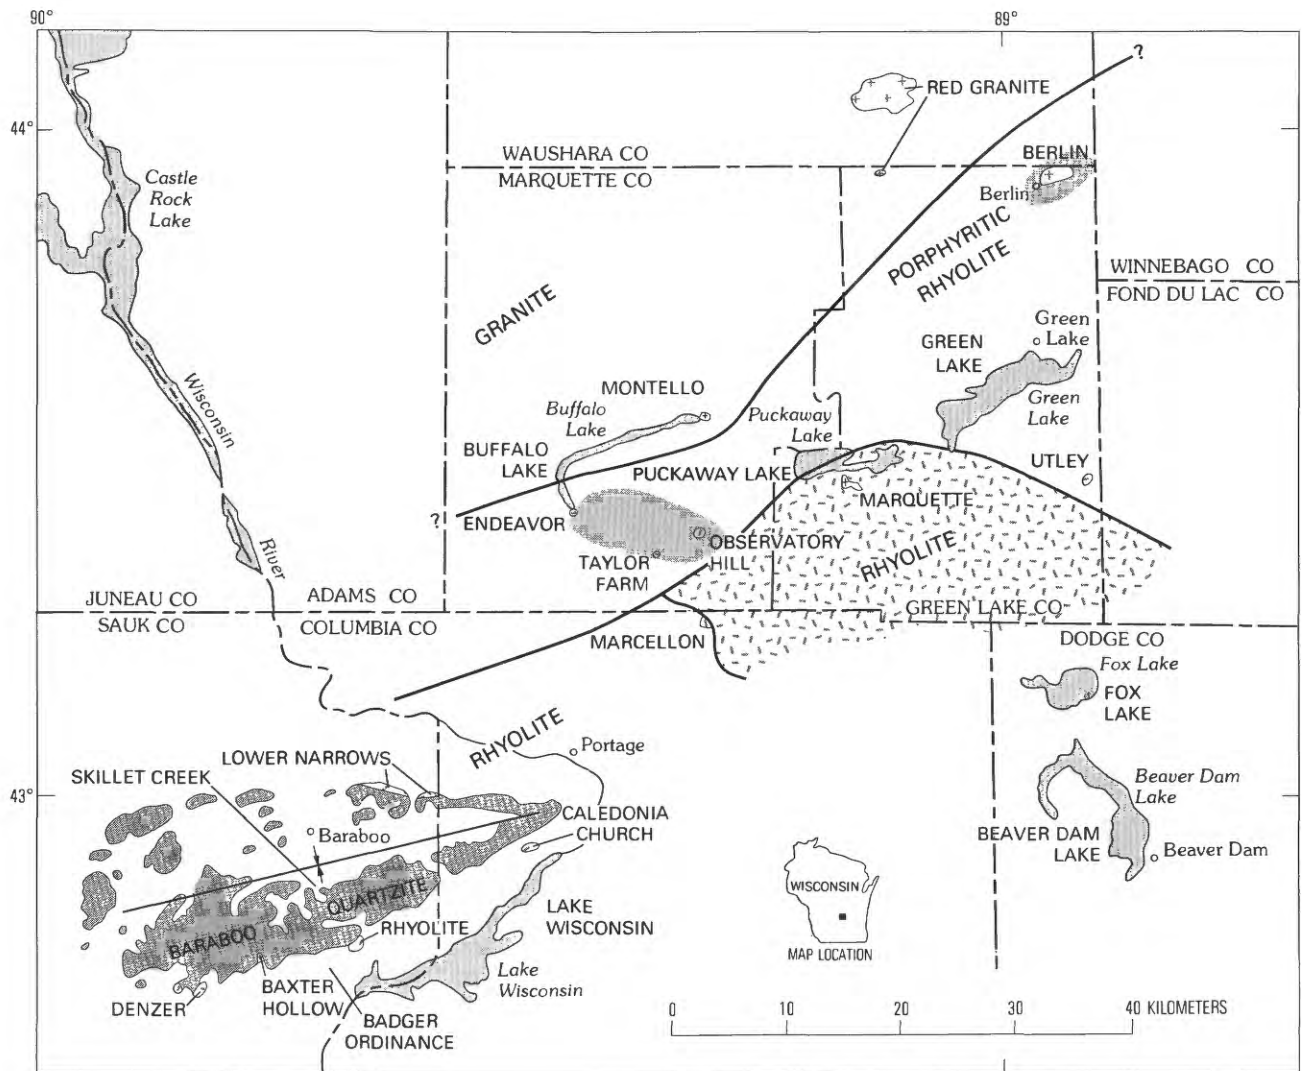 90°
89°
?
RED GRANITE
44°
WAUSHARA CO
MARQUETTE CO
BERLIN
Berlin
Castle
Rock
Lake
PORPHYRITIC
RHYOLITE
WINNEBAGO CO
FOND DU LAC CO
GRANITE
Green
Lake
GREEN
LAKE
Green
Lake
Wisconsin
River
MONTELLO
Buffalo
Lake
Puckaway
Lake
BUFFALO
LAKE
PUCKAWAY LAKE
UTLEY
MARQUETTE
?
ENDEAVOR
OBSERVATORY
HILL
TAYLOR
FARM
RHYOLITE
JUNEAU CO
SAUK CO
ADAMS CO
COLUMBIA CO
GREEN LAKE CO
DODGE CO
MARCELLON
Fox Lake
FOX
LAKE
RHYOLITE
Portage
LOWER NARROWS
SKILLET CREEK
43°
Baraboo
CALEDONIA
CHURCH
Beaver Dam
Lake
BEAVER DAM
LAKE
Beaver Dam
QUARTZITE
BARABOO
RHYOLITE
LAKE
WISCONSIN
Lake
Wisconsin
WISCONSIN
MAP LOCATION
DENZER
BAXTER
HOLLOW
BADGER
ORDINANCE
0 10 20 30 40 KILOMETERS